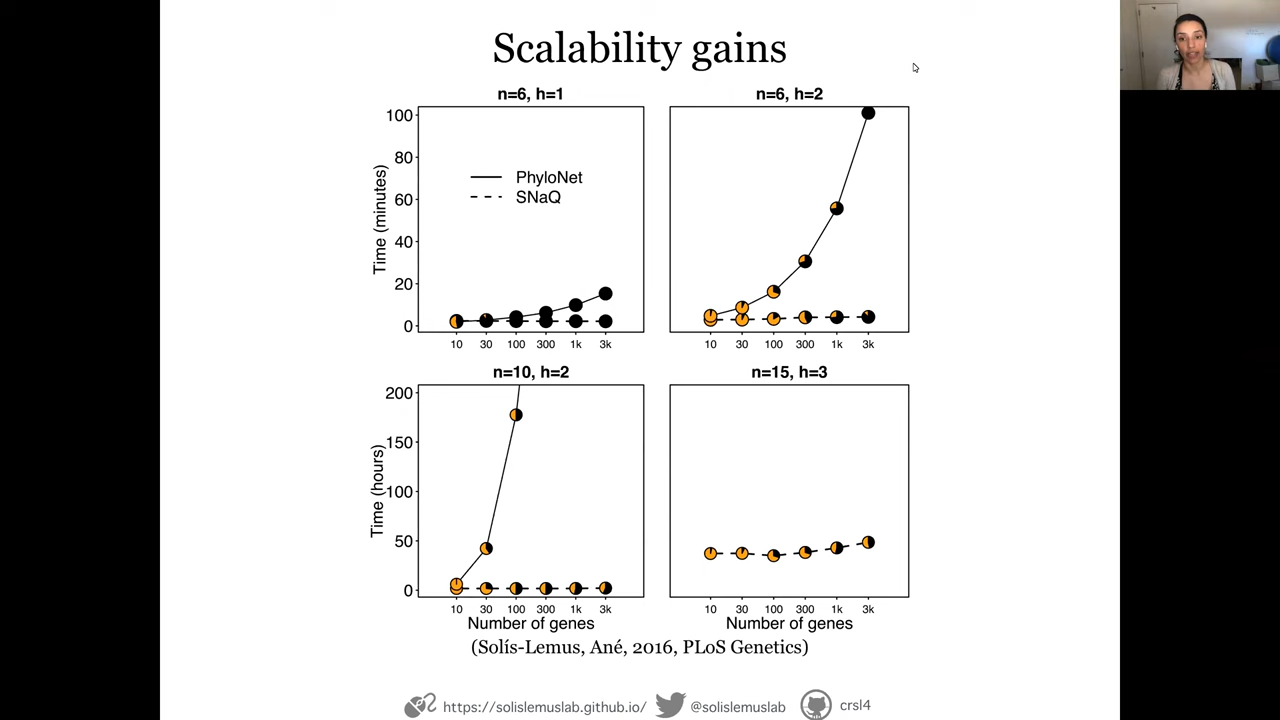 Scalability gains
n=6, h=1
n=6, h=2
100
80
60
40
20
0
Time (minutes)
PhyloNet
SNaQ
10 30 100 300 1k 3k
10 30 100 300 1k 3k
n=10, h=2
n=15, h=3
200
150
100
50
0
Time (hours)
10 30 100 300 1k 3k
10 30 100 300 1k 3k
Number of genes
Number of genes
(Solís-Lemus, Ané, 2016, PLoS Genetics)
https://solislemuslab.github.io/ @solislemuslab crsl4